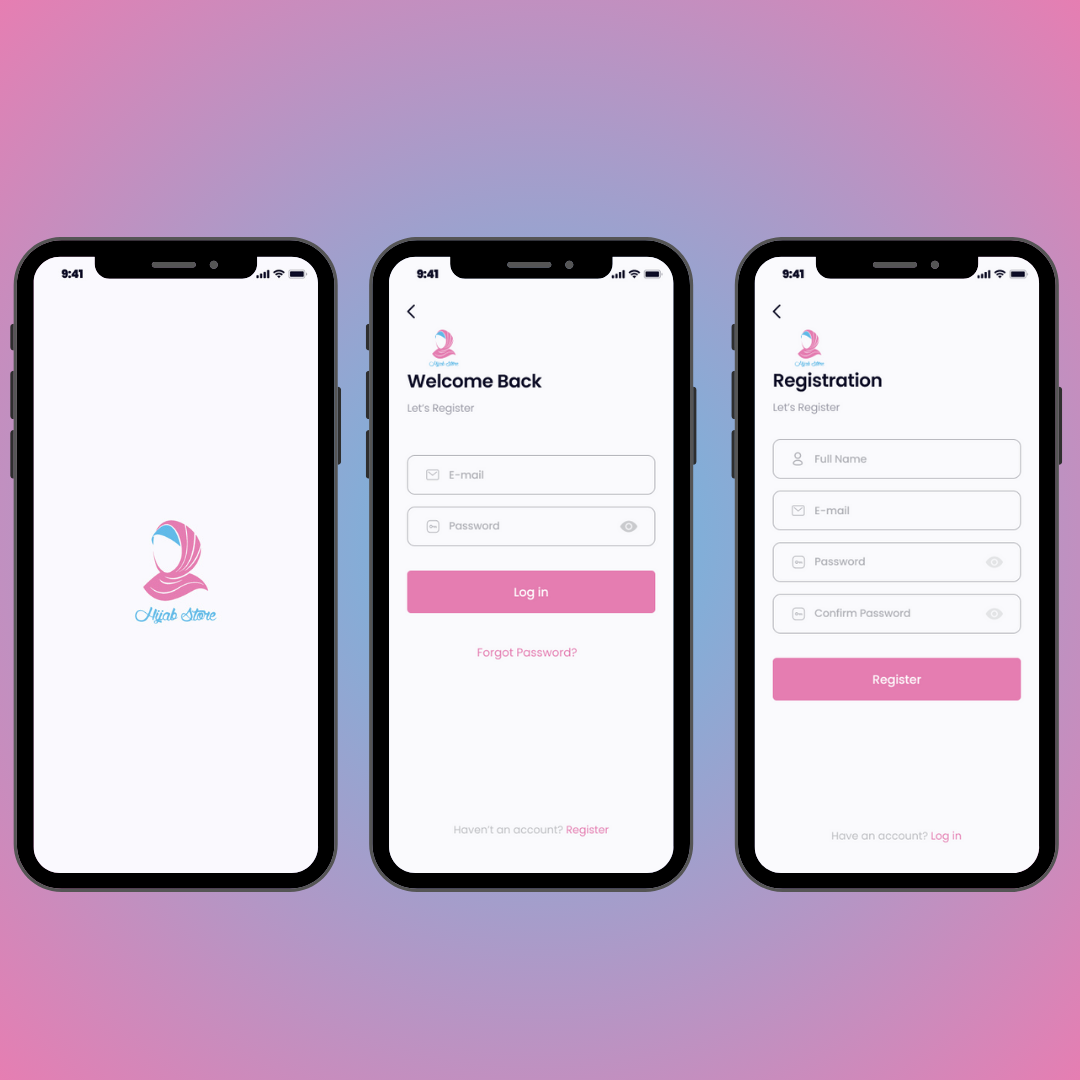 9:41
Hijab Store
9:41
Hijab Store
Welcome Back
Let's Register
E-mail
Password
Log in
Forgot Password?
Haven't an account? Register
9:41
Hijab Store
Registration
Let's Register
Full Name
E-mail
Password
Confirm Password
Register
Have an account? Log in